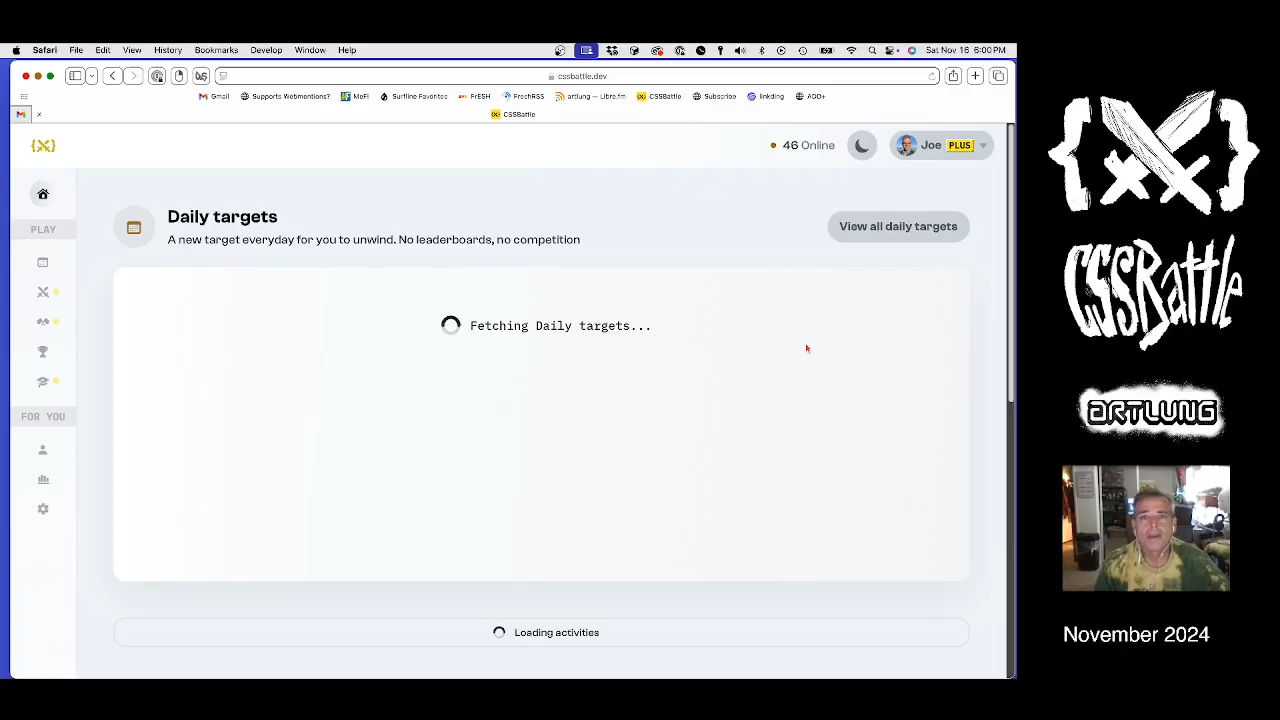 Safari File Edit View History Bookmarks Develop Window Help Sat Nov 16 6:00 PM
cssbattle.dev
Gmail Supports Webmentions? MeFi Surfline Favorites FrESH FreshRSS artlung — Libre.fm CSSBattle Subscribe linkding ADD+
CSSBattle
46 Online
Joe PLUS
Daily targets
A new target everyday for you to unwind. No leaderboards, no competition
View all daily targets
PLAY
Fetching Daily targets...
FOR YOU
Loading activities
CSSBattle
ARTLUNG
November 2024